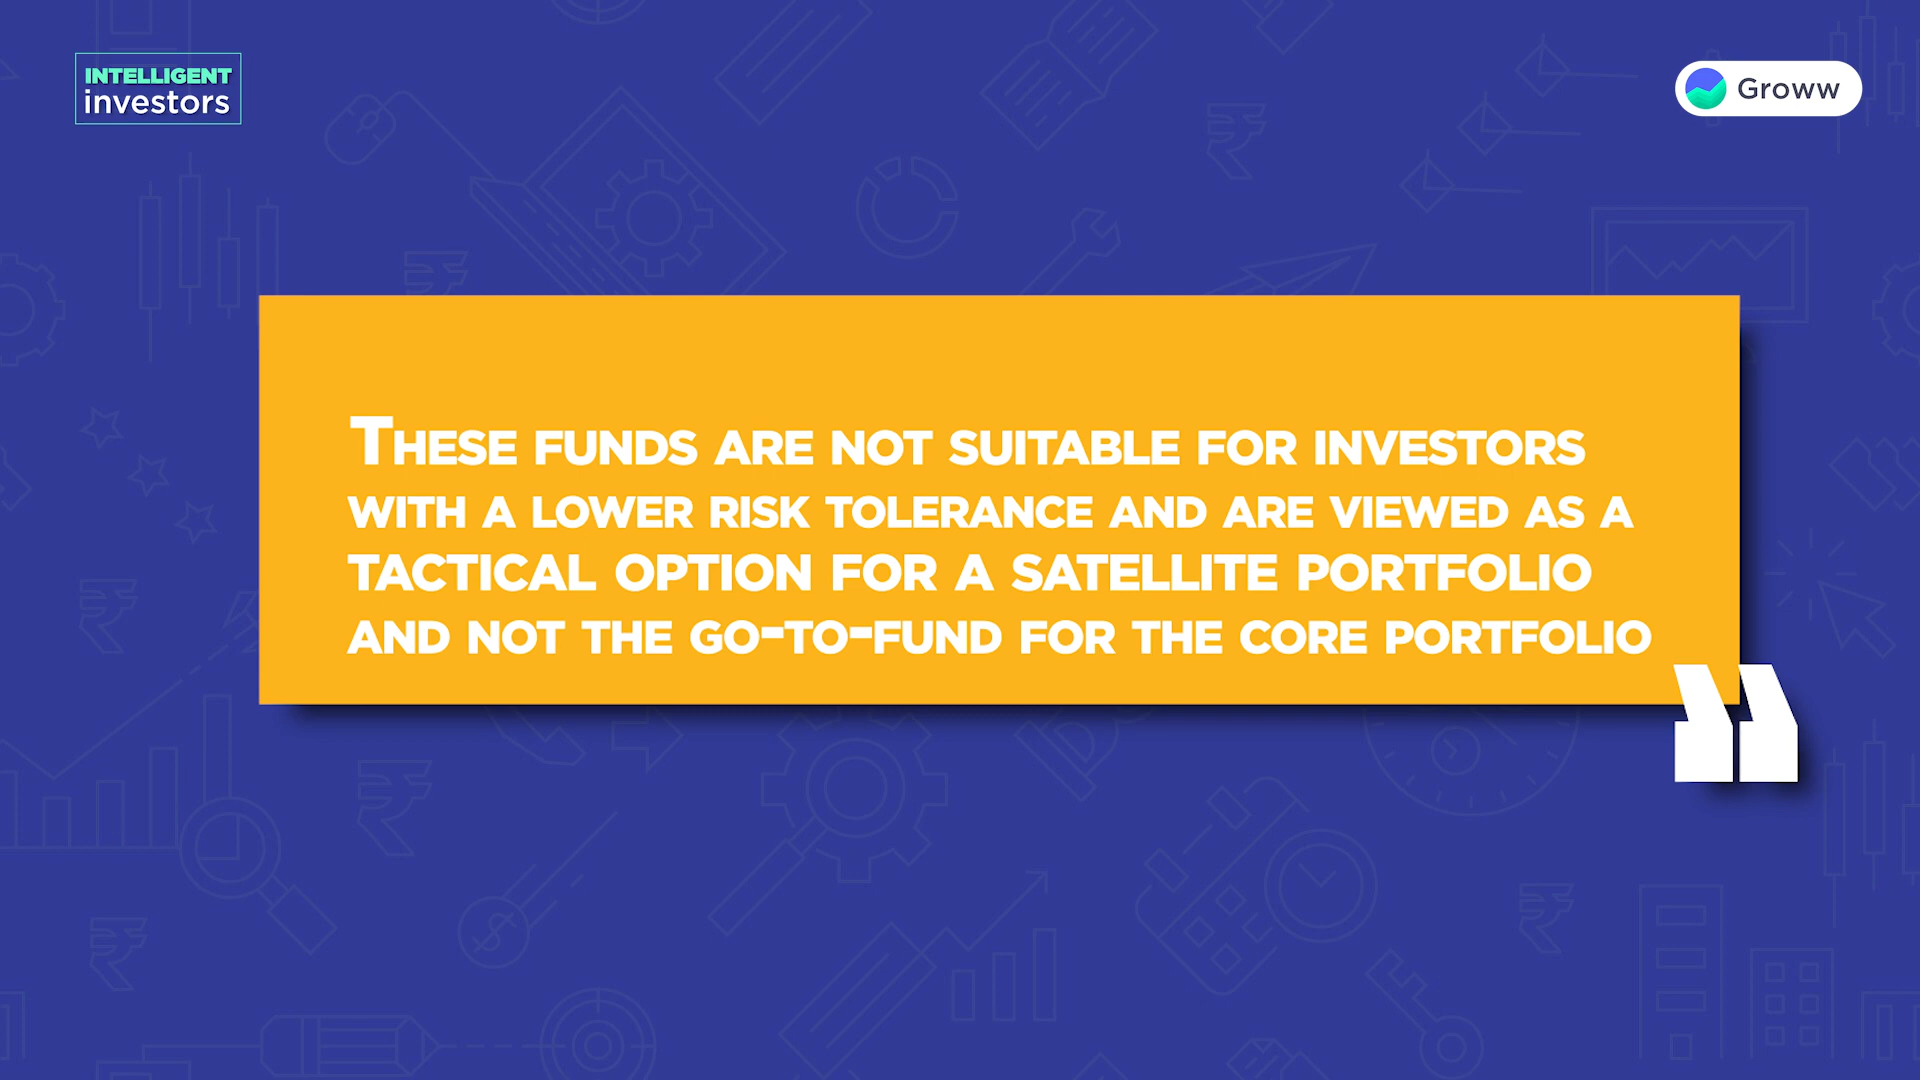 INTELLIGENT
investors
Groww
THESE FUNDS ARE NOT SUITABLE FOR INVESTORS
WITH A LOWER RISK TOLERANCE AND ARE VIEWED AS A
TACTICAL OPTION FOR A SATELLITE PORTFOLIO
AND NOT THE GO-TO-FUND FOR THE CORE PORTFOLIO
"